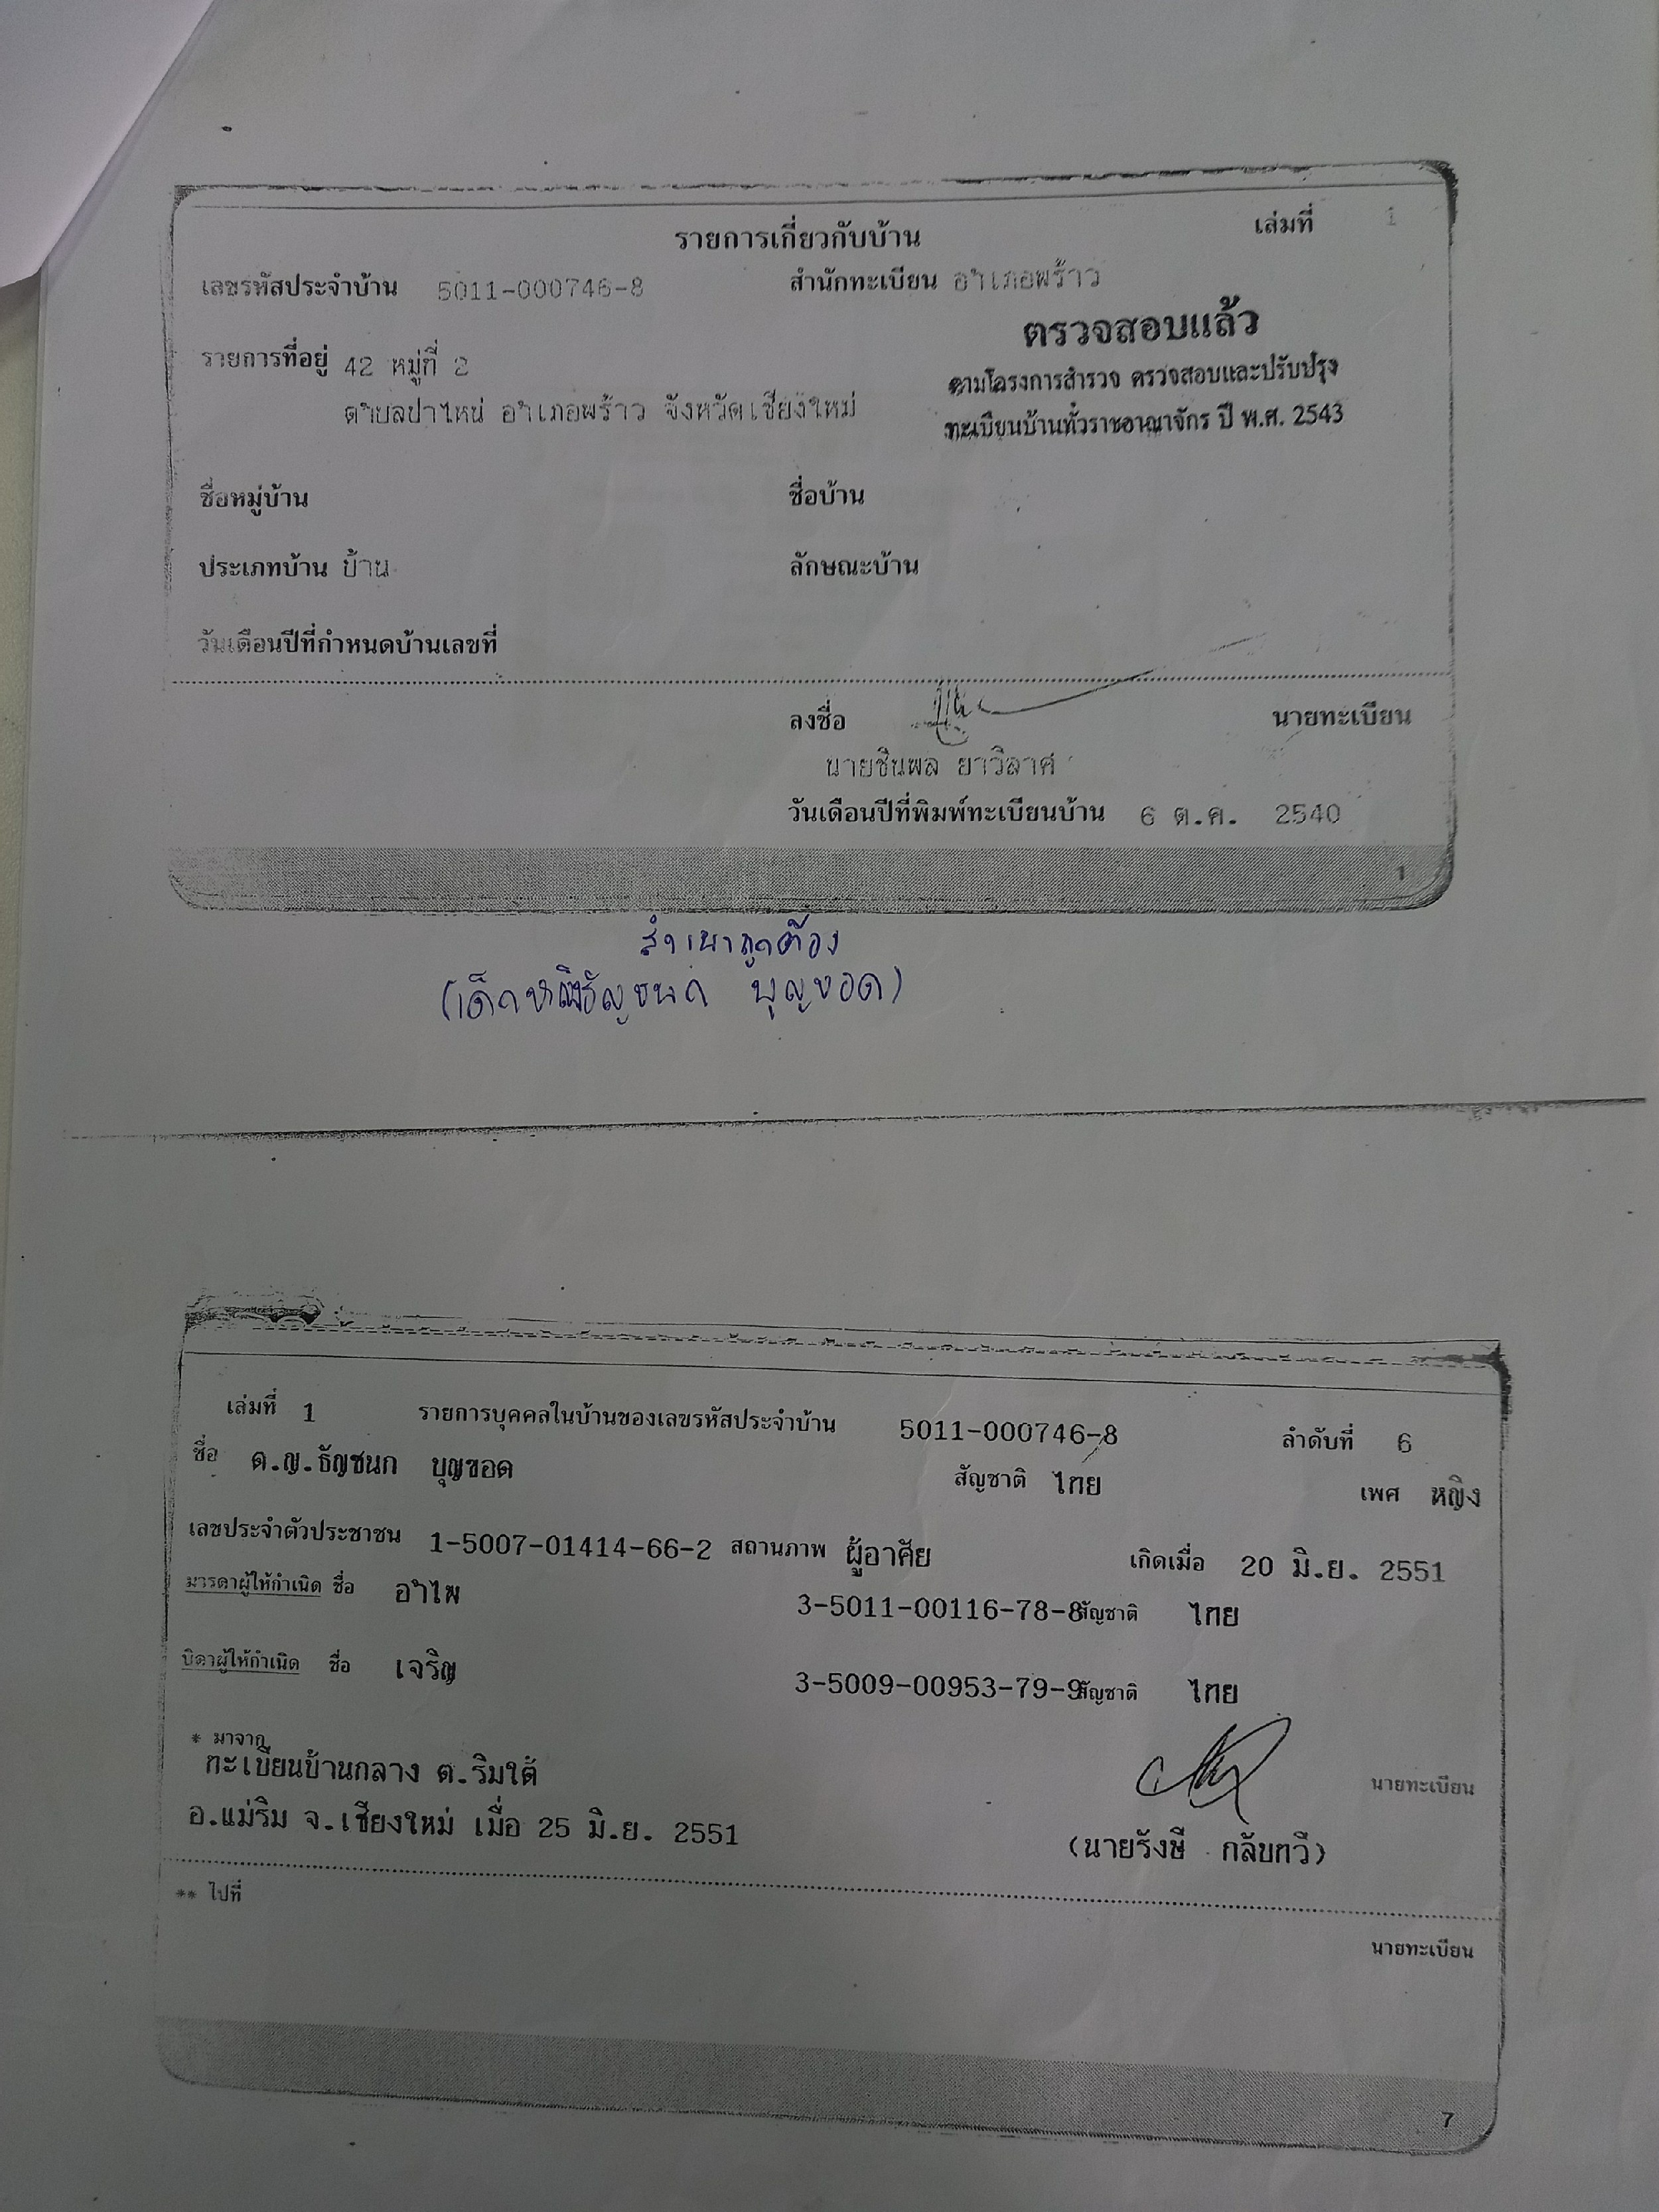 รายการเกี่ยวกับบ้าน เล่มที่ 1
เลขรหัสประจำบ้าน 5011-000746-8 สำนักทะเบียน อำเภอพร้าว
ตรวจสอบแล้ว
รายการที่อยู่ 42 หมู่ที่ 2
ตามโครงการสำรวจ ตรวจสอบและปรับปรุง
ตำบลป่าไหน่ อำเภอพร้าว จังหวัดเชียงใหม่
ทะเบียนบ้านทั่วราชอาณาจักร ปี พ.ศ. 2543
ชื่อหมู่บ้าน ชื่อบ้าน
ประเภทบ้าน บ้าน ลักษณะบ้าน
วันเดือนปีที่กำหนดบ้านเลขที่
ลงชื่อ นายทะเบียน
นายชินพล ยาวิลาศ
วันเดือนปีที่พิมพ์ทะเบียนบ้าน 6 ต.ค. 2540
1
สำเนาถูกต้อง
(เด็กหญิงธัญชนก บุญขอด)
เล่มที่ 1 รายการบุคคลในบ้านของเลขรหัสประจำบ้าน 5011-000746-8 ลำดับที่ 6
ชื่อ ด.ญ.ธัญชนก บุญขอด สัญชาติ ไทย เพศ หญิง
เลขประจำตัวประชาชน 1-5007-01414-66-2 สถานภาพ ผู้อาศัย เกิดเมื่อ 20 มิ.ย. 2551
มารดาผู้ให้กำเนิด ชื่อ อำไพ 3-5011-00116-78-8 สัญชาติ ไทย
บิดาผู้ให้กำเนิด ชื่อ เจริญ 3-5009-00953-79-9 สัญชาติ ไทย
* มาจาก
ทะเบียนบ้านกลาง ต.ริมใต้
นายทะเบียน
อ.แม่ริม จ.เชียงใหม่ เมื่อ 25 มิ.ย. 2551
(นายรังษี กลับทวี)
** ไปที่
นายทะเบียน
7